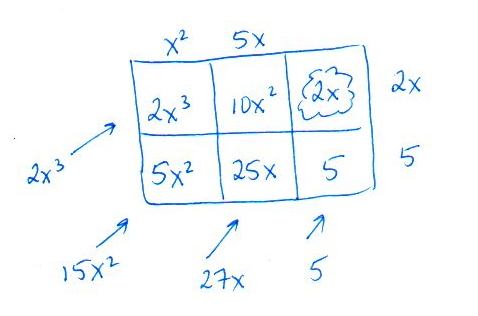 x² 5x
2x³ 10x² 2x 2x
5x² 25x 5 5
2x³
15x² 27x 5